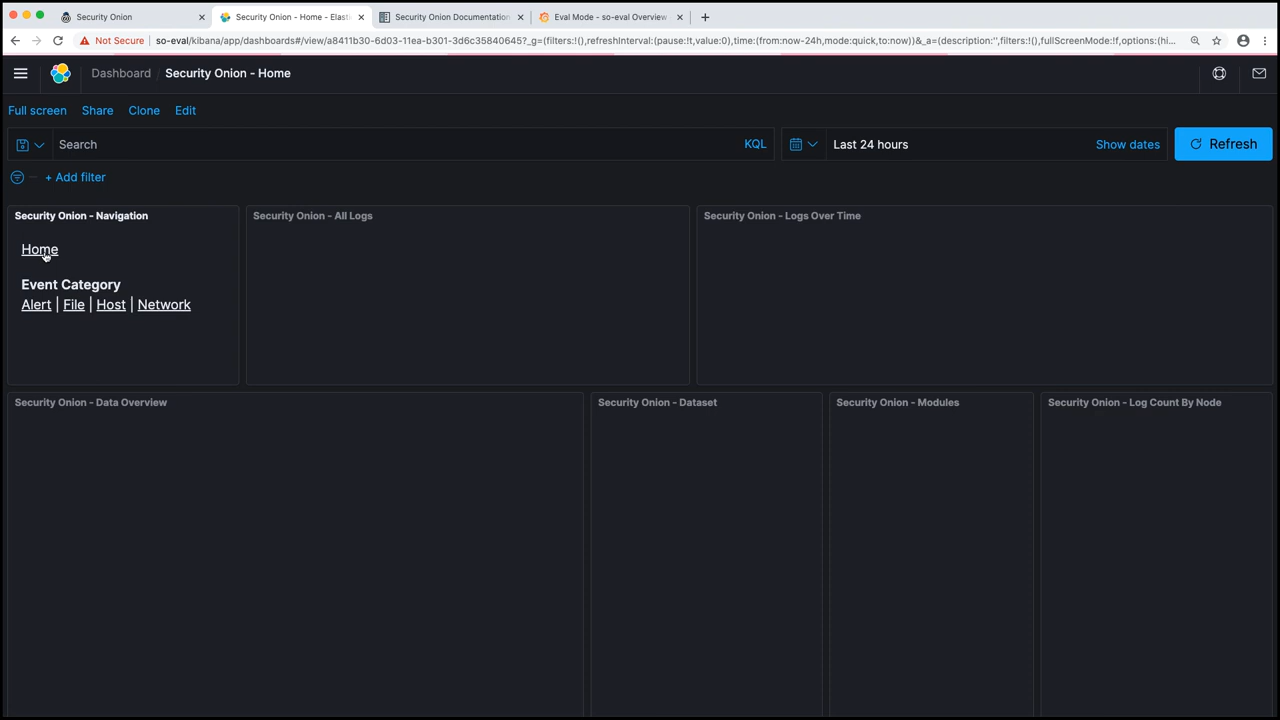 Security Onion
Security Onion - Home - Elasti
Security Onion Documentation
Eval Mode - so-eval Overview
Not Secure
so-eval/kibana/app/dashboards#/view/a8411b30-6d03-11ea-b301-3d6c35840645?_g=(filters:!(),refreshInterval:(pause:!t,value:0),time:(from:now-24h,mode:quick,to:now))&_a=(description:'',filters:!(),fullScreenMode:!f,options:(hi...
Dashboard / Security Onion - Home
Full screen Share Clone Edit
Search KQL Last 24 hours Show dates Refresh
+ Add filter
Security Onion - Navigation
Security Onion - All Logs
Security Onion - Logs Over Time
Home
Event Category
Alert | File | Host | Network
Security Onion - Data Overview
Security Onion - Dataset
Security Onion - Modules
Security Onion - Log Count By Node